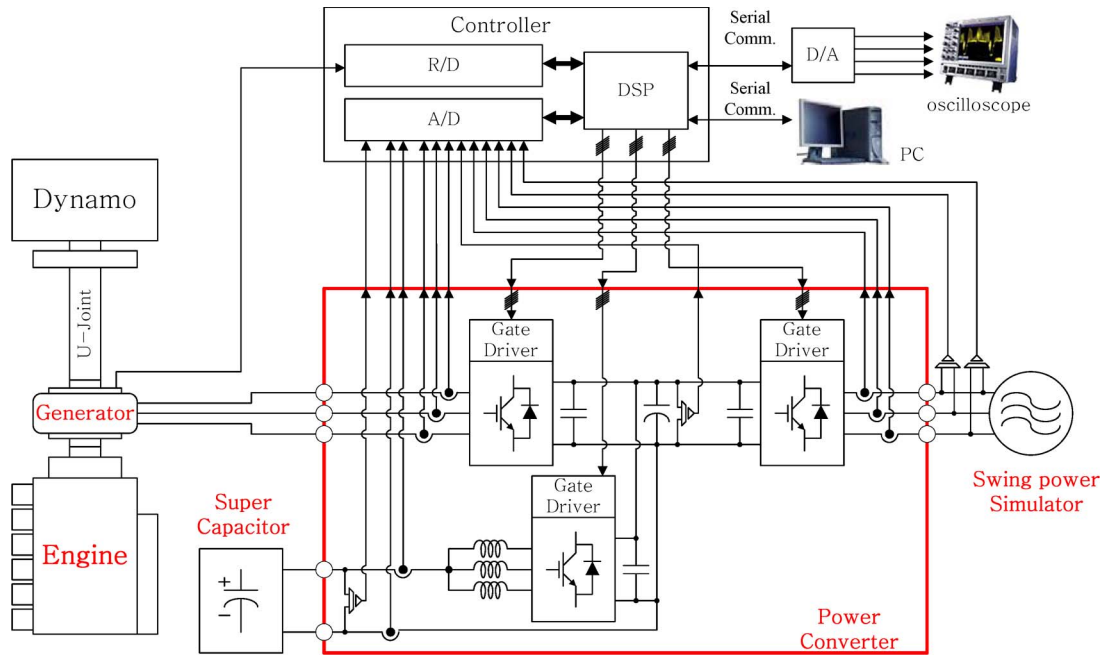 Controller
R/D
A/D
DSP
Serial
Comm.
Serial
Comm.
D/A
oscilloscope
PC
Dynamo
U-Joint
Generator
Engine
Super
Capacitor
+
-
Gate
Driver
Gate
Driver
Gate
Driver
Swing power
Simulator
Power
Converter